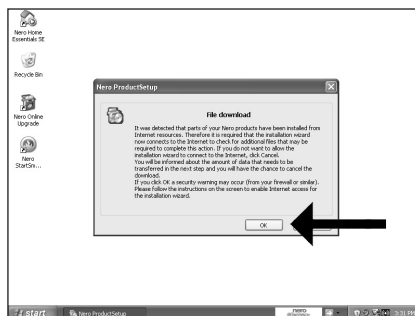 Nero Home
Essentials SE
Recycle Bin
Nero Online
Upgrade
Nero
StartSm...
Nero ProductSetup
File download
It was detected that parts of your Nero products have been installed from
Internet resources. Therefore it is required that the installation wizard
now connects to the Internet to check for additional files that may be
required to complete this action. If you do not want to allow the
installation wizard to connect to the Internet, click Cancel.
You will be informed about the amount of data that needs to be
transferred in the next step and you will have the chance to cancel the
download.
If you click OK a security warning may occur (from your firewall or similar).
Please follow the instructions on the screen to enable Internet access for
the installation wizard.
OK
start
Nero ProductSetup
nero
3:31 PM